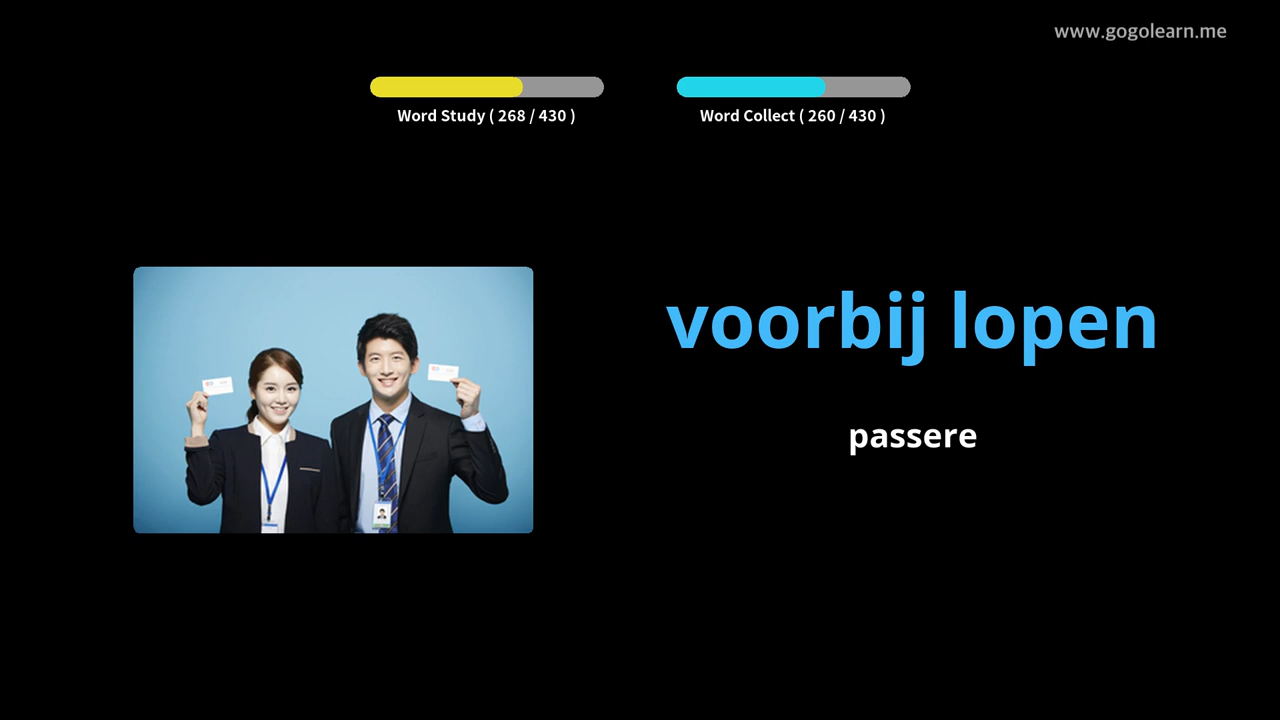 www.gogolearn.me
Word Study ( 268 / 430 )
Word Collect ( 260 / 430 )
voorbij lopen
passere